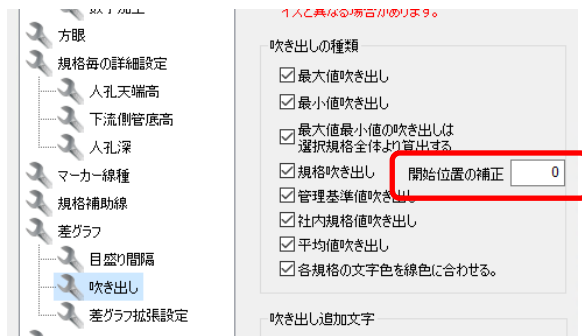 方眼
規格毎の詳細設定
人孔天端高
下流側管底高
人孔深
マーカー線種
規格補助線
差グラフ
目盛り間隔
吹き出し
差グラフ拡張設定
イズと異なる場合があります。
吹き出しの種類
最大値吹き出し
最小値吹き出し
最大値最小値の吹き出しは
選択規格全体より算出する
規格吹き出し 開始位置の補正 0
管理基準値吹き出し
社内規格値吹き出し
平均値吹き出し
各規格の文字色を線色に合わせる。
吹き出し追加文字